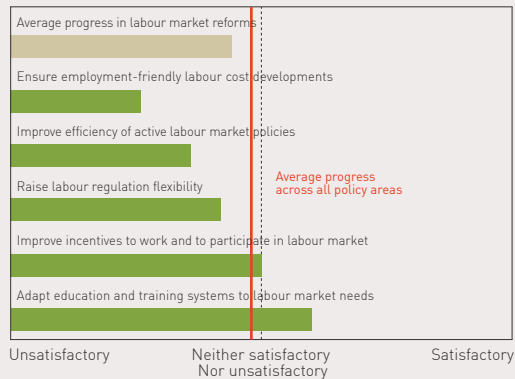 Average progress in labour market reforms
Ensure employment-friendly labour cost developments
Improve efficiency of active labour market policies
Raise labour regulation flexibility
Average progress
across all policy areas
Improve incentives to work and to participate in labour market
Adapt education and training systems to labour market needs
Unsatisfactory
Neither satisfactory
Nor unsatisfactory
Satisfactory